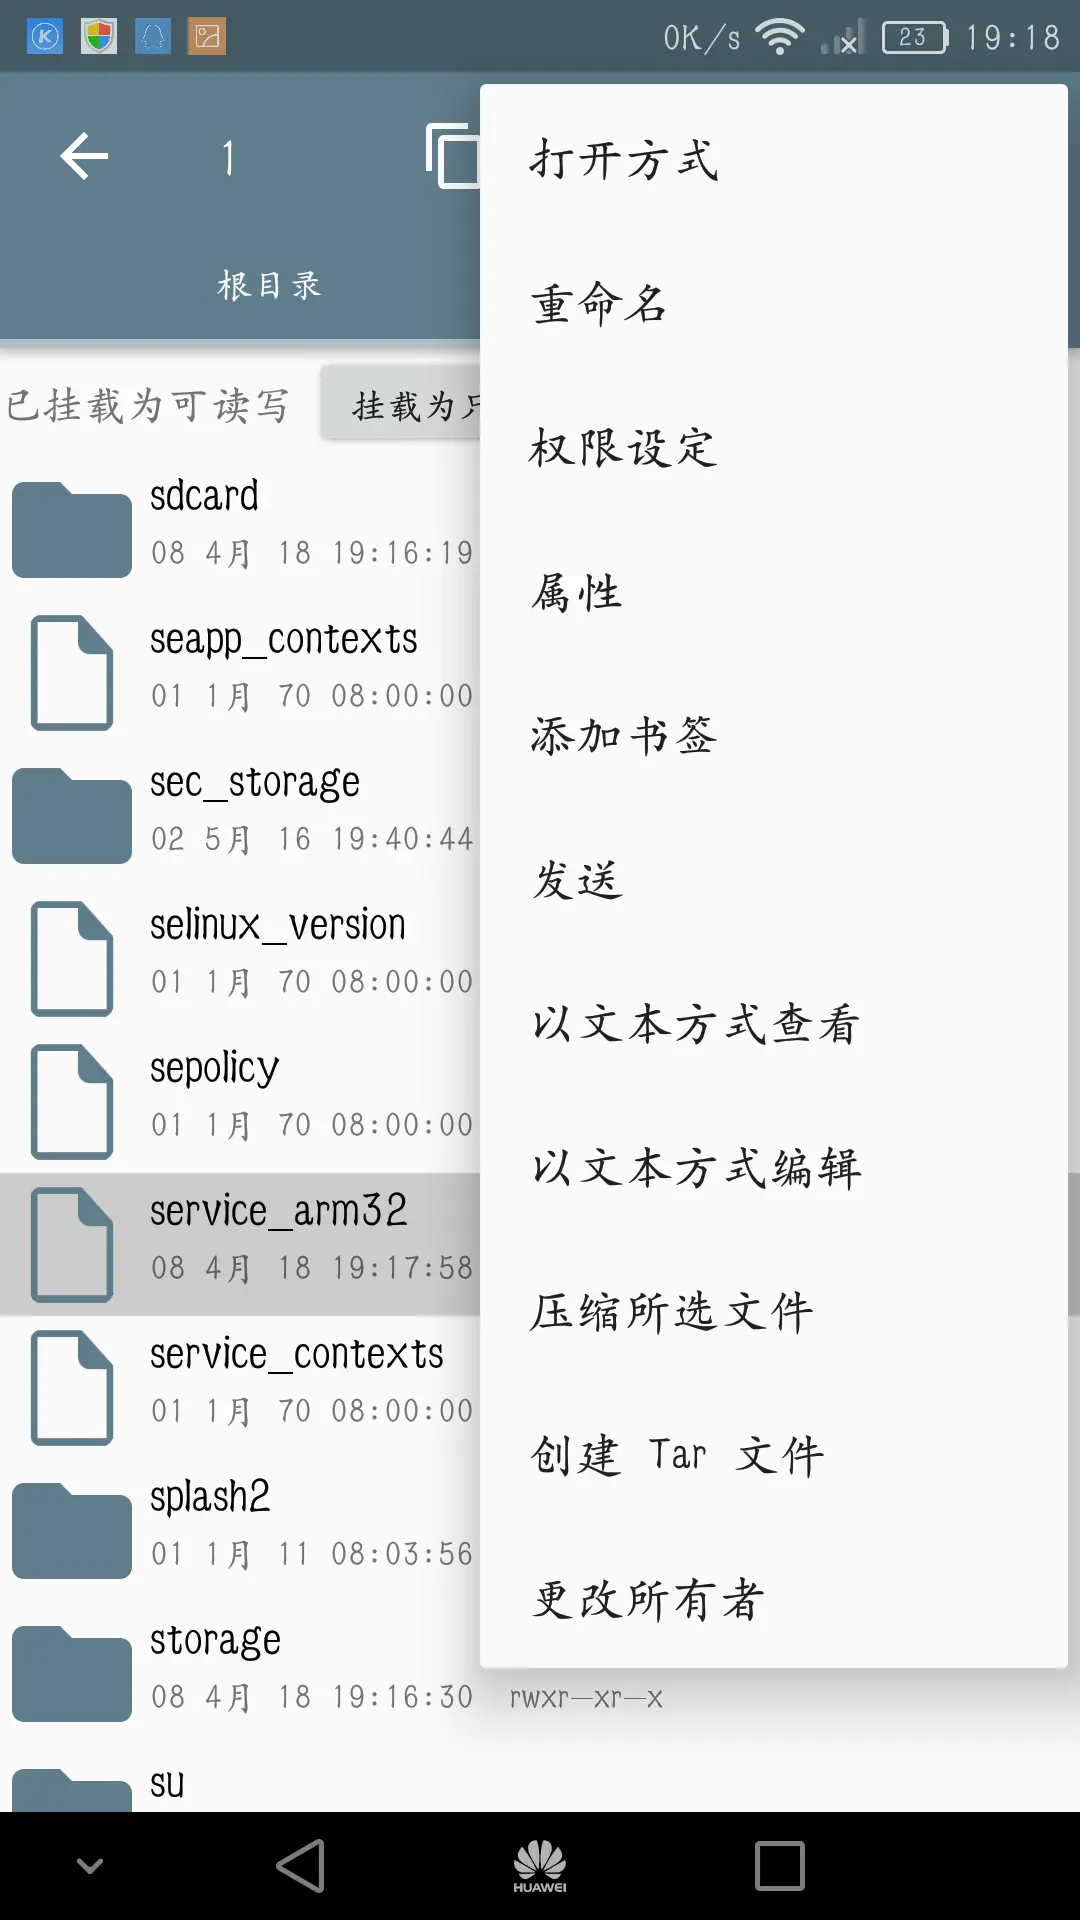 0K/s 23 19:18
1
根目录
已挂载为可读写
挂载为
sdcard
08 4月 18 19:16:19
seapp_contexts
01 1月 70 08:00:00
sec_storage
02 5月 16 19:40:44
selinux_version
01 1月 70 08:00:00
sepolicy
01 1月 70 08:00:00
service_arm32
08 4月 18 19:17:58
service_contexts
01 1月 70 08:00:00
splash2
01 1月 11 08:03:56
storage
08 4月 18 19:16:30 rwxr-xr-x
su
打开方式
重命名
权限设定
属性
添加书签
发送
以文本方式查看
以文本方式编辑
压缩所选文件
创建 Tar 文件
更改所有者
HUAWEI